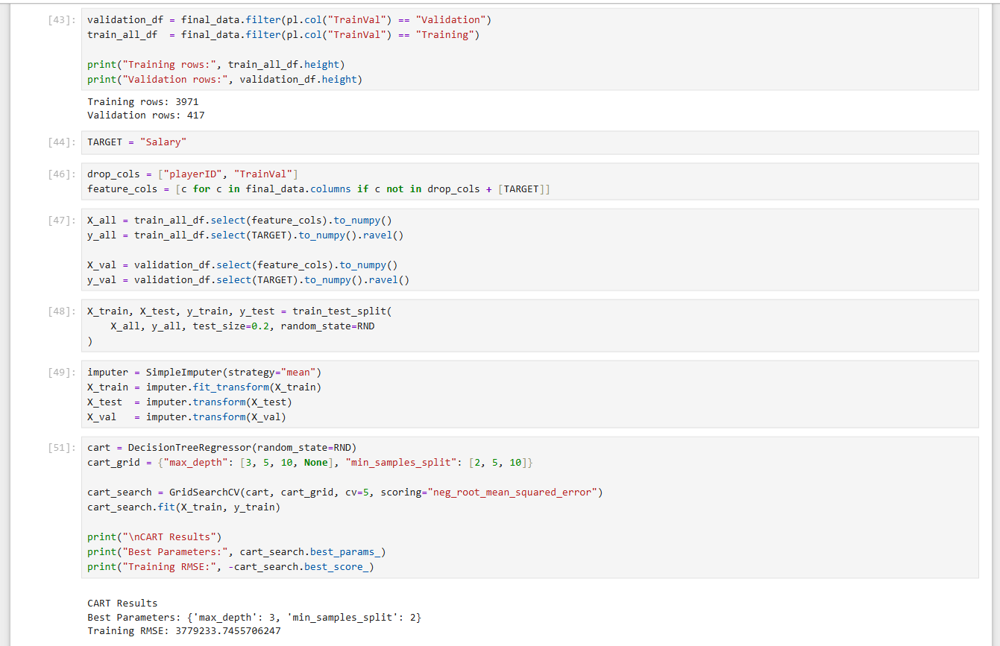 [43]: validation_df = final_data.filter(pl.col("TrainVal") == "Validation")
train_all_df  = final_data.filter(pl.col("TrainVal") == "Training")
print("Training rows:", train_all_df.height)
print("Validation rows:", validation_df.height)
Training rows: 3971
Validation rows: 417
[44]: TARGET = "Salary"
[46]: drop_cols = ["playerID", "TrainVal"]
feature_cols = [c for c in final_data.columns if c not in drop_cols + [TARGET]]
[47]: X_all = train_all_df.select(feature_cols).to_numpy()
y_all = train_all_df.select(TARGET).to_numpy().ravel()
X_val = validation_df.select(feature_cols).to_numpy()
y_val = validation_df.select(TARGET).to_numpy().ravel()
[48]: X_train, X_test, y_train, y_test = train_test_split(
    X_all, y_all, test_size=0.2, random_state=RND
)
[49]: imputer = SimpleImputer(strategy="mean")
X_train = imputer.fit_transform(X_train)
X_test  = imputer.transform(X_test)
X_val   = imputer.transform(X_val)
[51]: cart = DecisionTreeRegressor(random_state=RND)
cart_grid = {"max_depth": [3, 5, 10, None], "min_samples_split": [2, 5, 10]}
cart_search = GridSearchCV(cart, cart_grid, cv=5, scoring="neg_root_mean_squared_error")
cart_search.fit(X_train, y_train)
print("\nCART Results")
print("Best Parameters:", cart_search.best_params_)
print("Training RMSE:", -cart_search.best_score_)
CART Results
Best Parameters: {'max_depth': 3, 'min_samples_split': 2}
Training RMSE: 3779233.7455706247